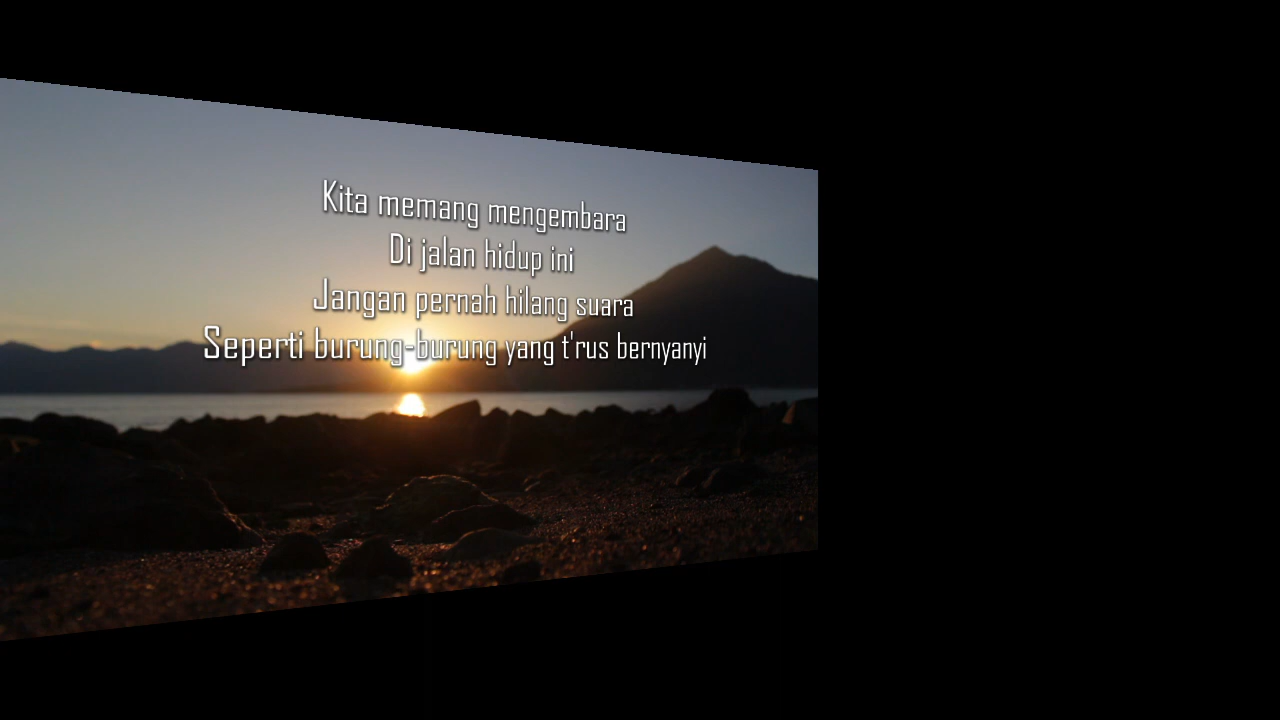 Kita memang mengembara
Di jalan hidup ini
Jangan pernah hilang suara
Seperti burung-burung yang t'rus bernyanyi